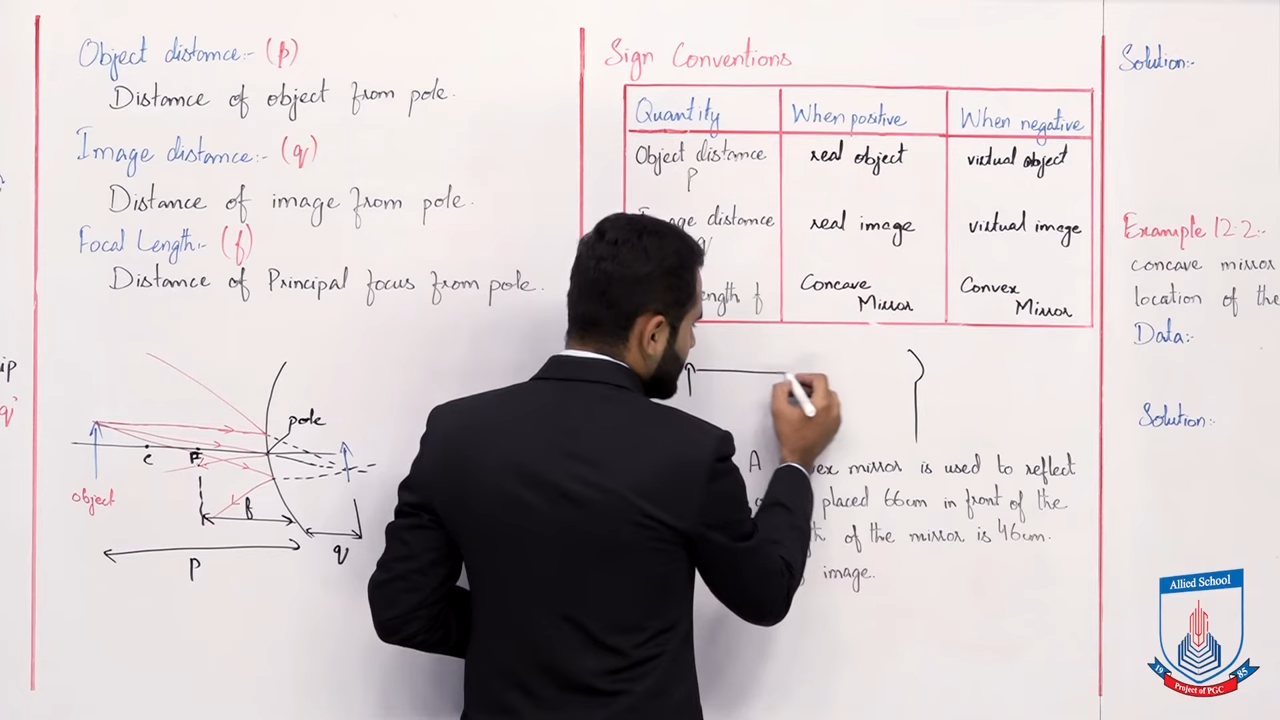 Object distance:- (p)
Distance of object from pole.
Image distance:- (q)
Distance of image from pole.
Focal Length:- (f)
Distance of Principal focus from pole.
ip
q
pole
C
F
object
f
q
p
Sign Conventions
Quantity When positive When negative
Object distance real object virtual object
p
distance real image virtual image
q
f Concave Mirror Convex Mirror
A mirror is used to reflect
placed 66cm in front of the
of the mirror is 46cm.
image.
Solution:-
Example 12.2:-
concave mirror
location of the
Data:-
Solution:-
Allied School
19 85
Project of PGC